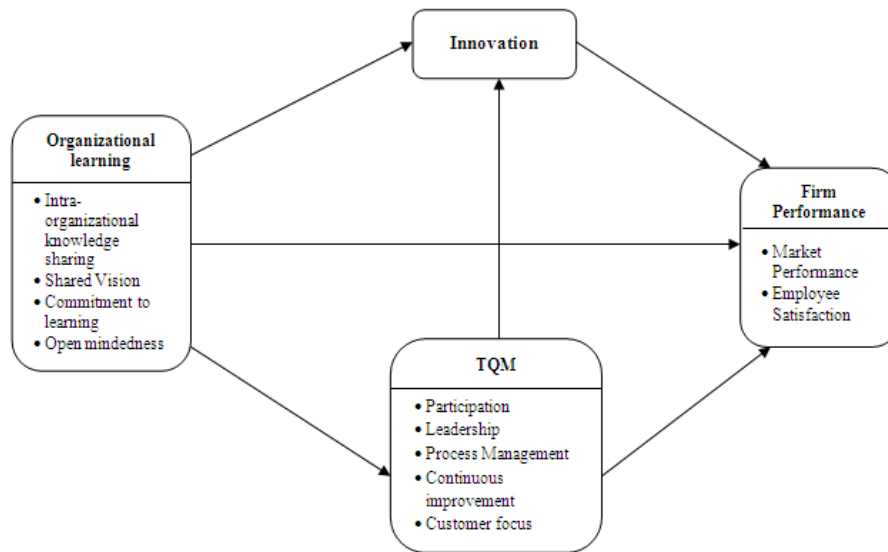 Innovation
Organizational
learning
• Intra-
organizational
knowledge
sharing
• Shared Vision
• Commitment to
learning
• Open mindedness
Firm
Performance
• Market
Performance
• Employee
Satisfaction
TQM
• Participation
• Leadership
• Process Management
• Continuous
improvement
• Customer focus